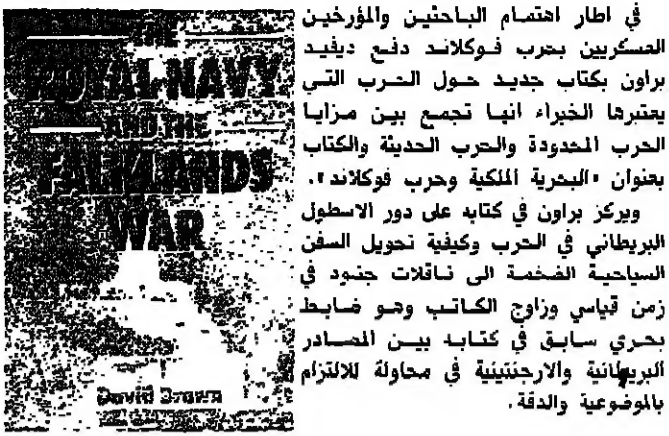 THE
ROYAL NAVY
AND THE
FALKLANDS
WAR
David Brown
في اطار اهتمام الباحثين والمؤرخين
العسكريين بحرب فوكلاند دفع ديفيد
براون بكتاب جديد حول الحرب التي
يعتبرها الخبراء انها تجمع بين مزايا
الحرب المحدودة والحرب الحديثة والكتاب
بعنوان «البحرية الملكية وحرب فوكلاند».
ويركز براون في كتابه على دور الاسطول
البريطاني في الحرب وكيفية تحويل السفن
السياحية الضخمة الى ناقلات جنود في
زمن قياسي وزاوج الكاتب وهو ضابط
بحري سابق في كتابه بين المصادر
البريطانية والارجنتينية في محاولة للالتزام
بالموضوعية والدقة.